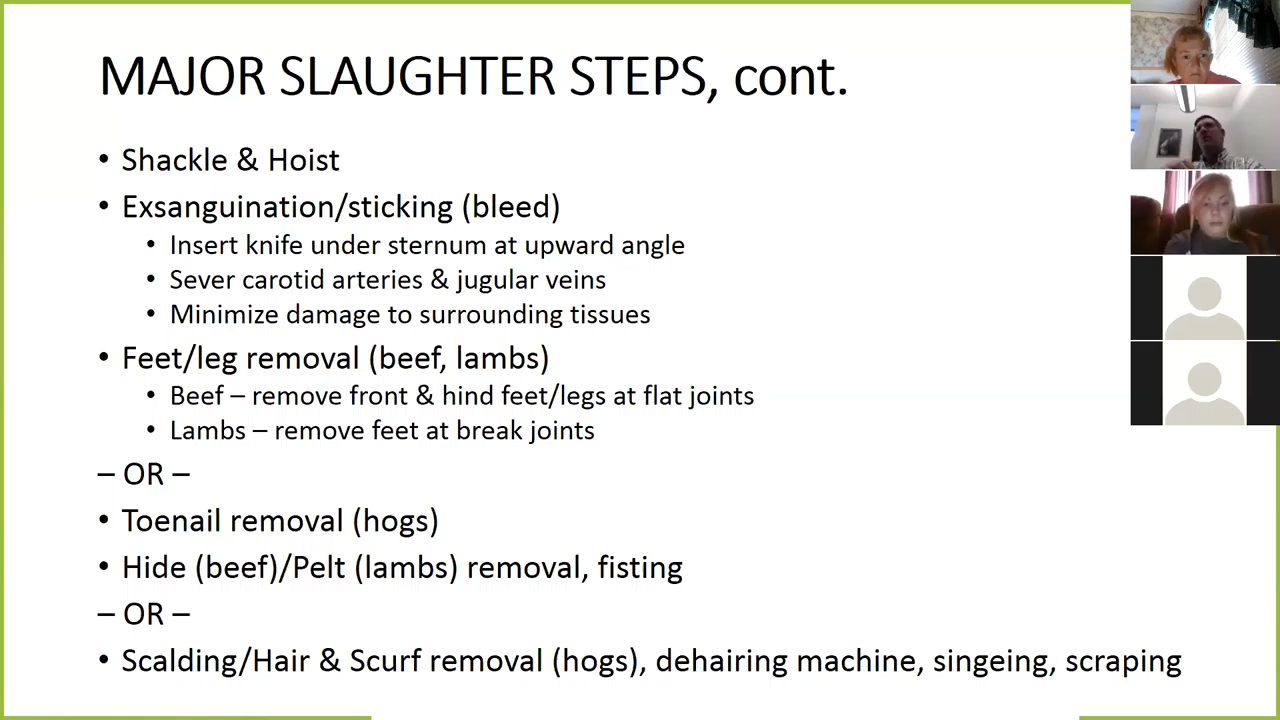 MAJOR SLAUGHTER STEPS, cont.
• Shackle & Hoist
• Exsanguination/sticking (bleed)
• Insert knife under sternum at upward angle
• Sever carotid arteries & jugular veins
• Minimize damage to surrounding tissues
• Feet/leg removal (beef, lambs)
• Beef – remove front & hind feet/legs at flat joints
• Lambs – remove feet at break joints
– OR –
• Toenail removal (hogs)
• Hide (beef)/Pelt (lambs) removal, fisting
– OR –
• Scalding/Hair & Scurf removal (hogs), dehairing machine, singeing, scraping